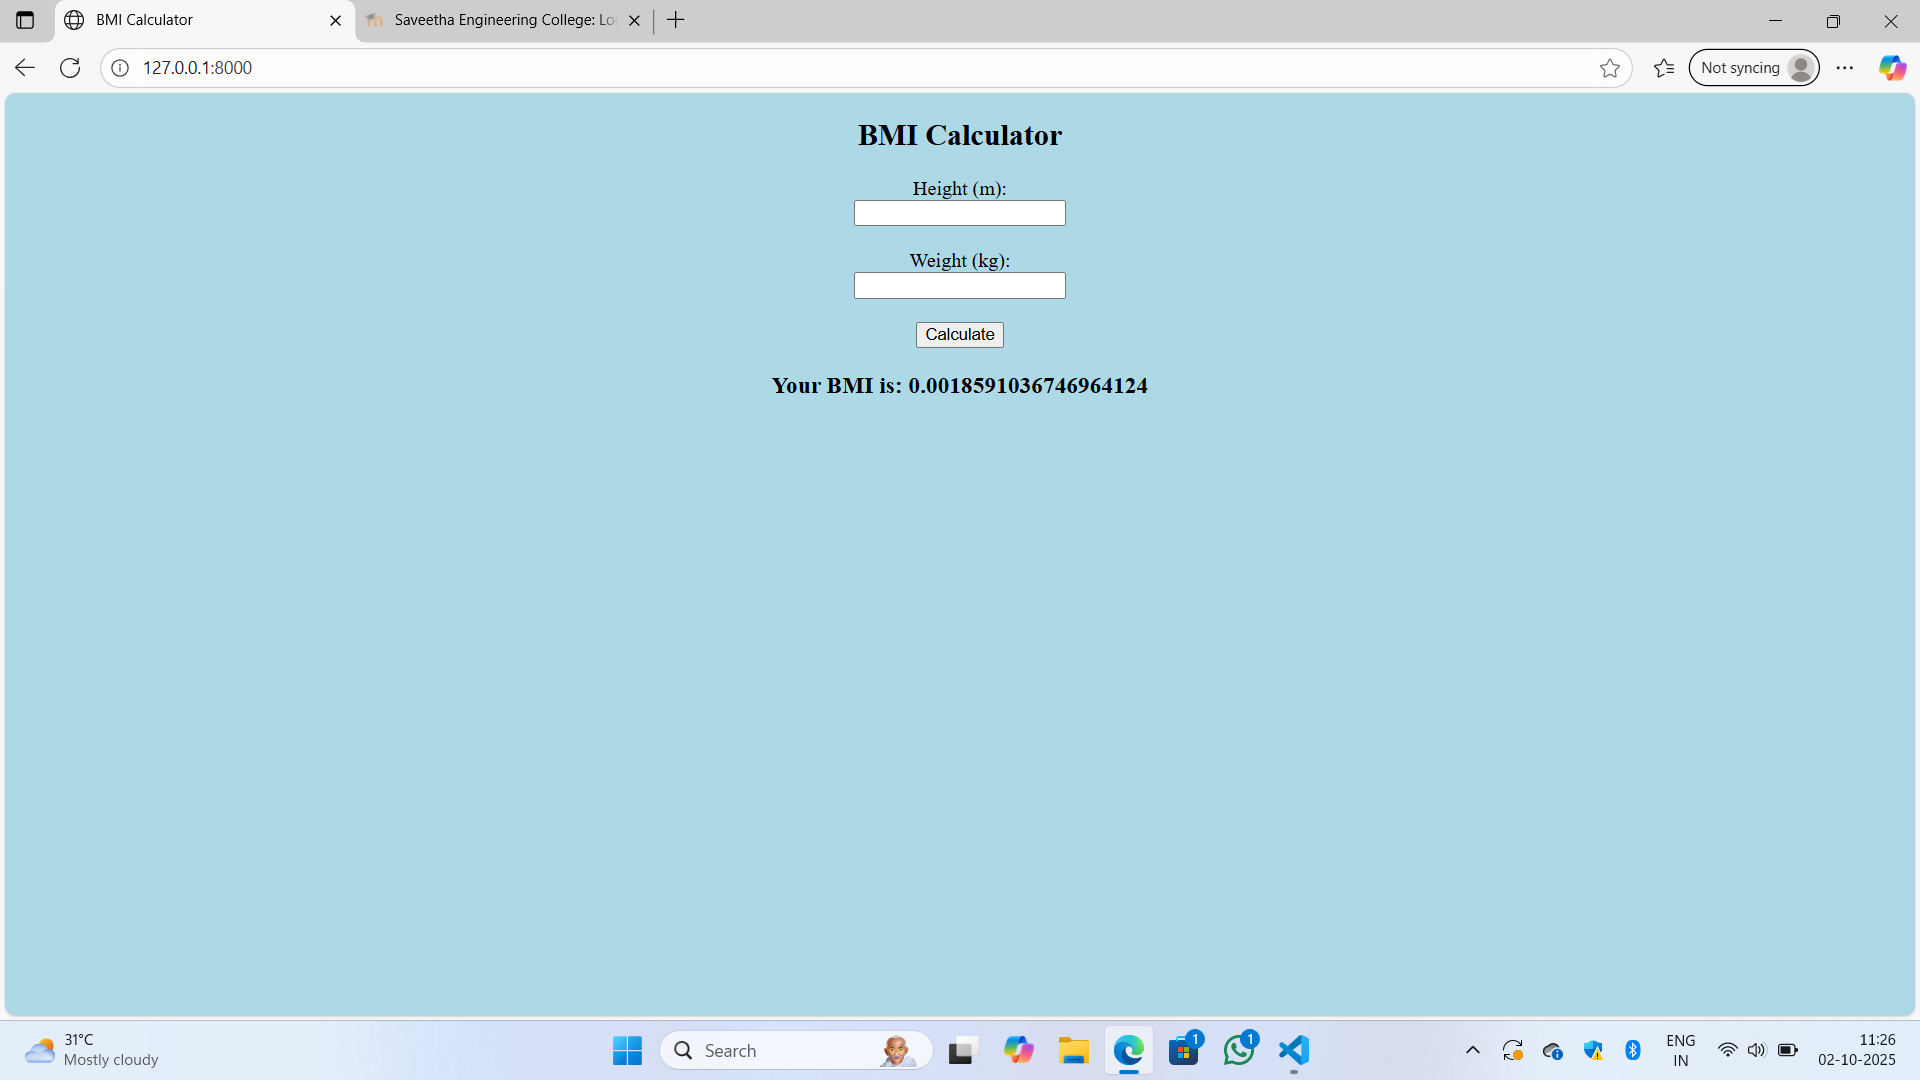 BMI Calculator
Saveetha Engineering College: Lo
127.0.0.1:8000
Not syncing
BMI Calculator
Height (m):
Weight (kg):
Calculate
Your BMI is: 0.0018591036746964124
31°C
Mostly cloudy
Search
1
1
ENG
IN
11:26
02-10-2025